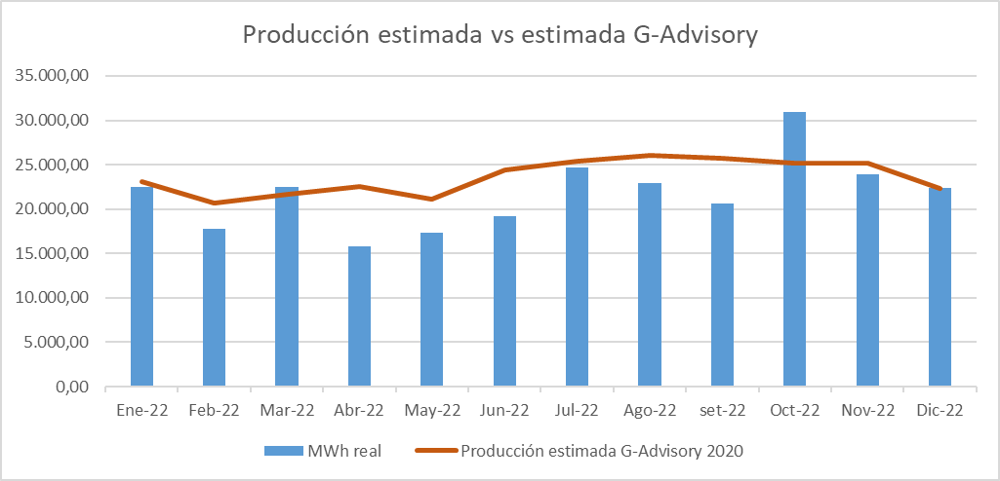 Producción estimada vs estimada G-Advisory
35.000,00
30.000,00
25.000,00
20.000,00
15.000,00
10.000,00
5.000,00
0,00
Ene-22 Feb-22 Mar-22 Abr-22 May-22 Jun-22 Jul-22 Ago-22 set-22 Oct-22 Nov-22 Dic-22
MWh real Producción estimada G-Advisory 2020